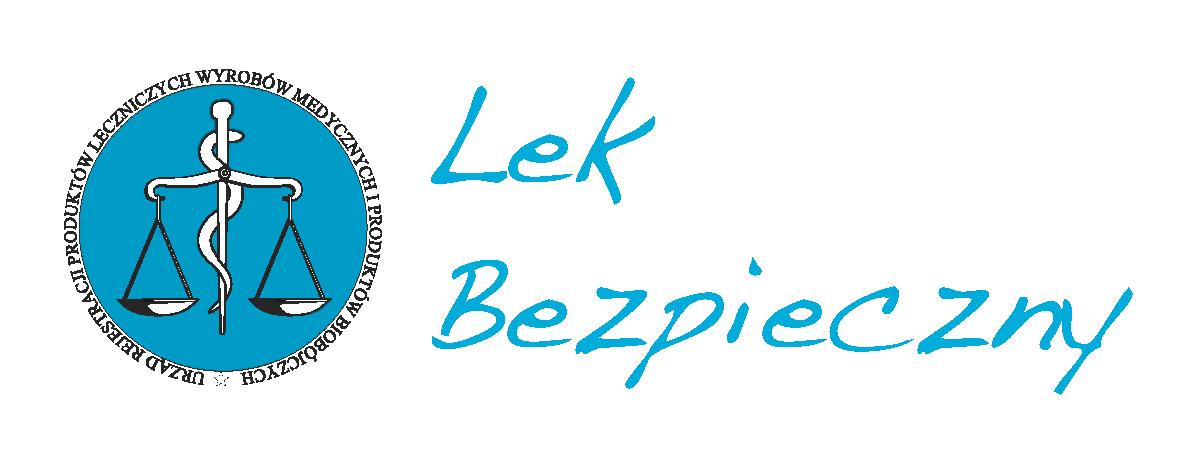 URZĄD REJESTRACJI PRODUKTÓW LECZNICZYCH WYROBÓW MEDYCZNYCH I PRODUKTÓW BIOBÓJCZYCH
Lek
Bezpieczny